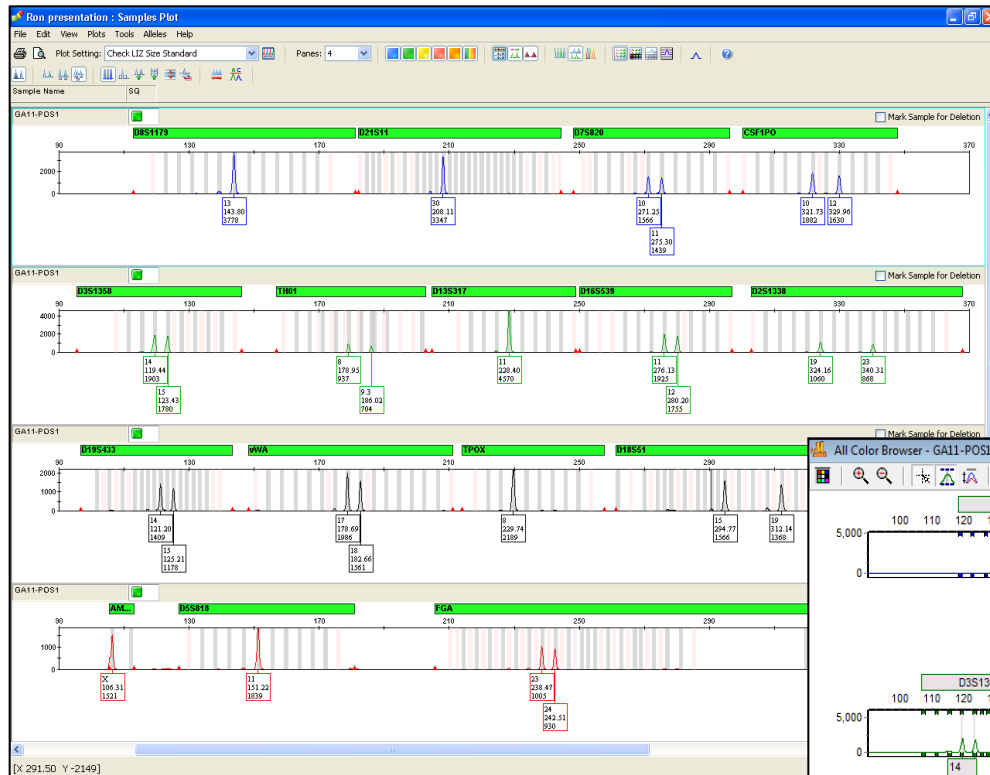 Ron presentation : Samples Plot
File Edit View Plots Tools Alleles Help
Plot Setting: Check LIZ Size Standard Panes: 4
Sample Name SQ
GA11-POS1 Mark Sample for Deletion
D8S1179 D21S11 D7S820 CSF1PO
90 130 170 210 250 290 330 370
2000
0
13 30 10 10 12
143.80 208.11 271.25 321.73 329.96
3778 3347 1566 1882 1630
11
275.30
1439
GA11-POS1 Mark Sample for Deletion
D3S1358 TH01 D13S317 D16S539 D2S1338
90 130 170 210 250 290 330 370
4000
2000
0
14 8 11 11 19 23
119.44 178.95 228.40 276.13 324.16 340.31
1903 937 4570 1925 1060 868
15 9.3 12
123.43 186.02 280.20
1780 704 1755
GA11-POS1 Mark Sample for Deletion
D19S433 vWA TPOX D18S51
90 130 170 210 250 290
2000
1000
0
14 17 8 15 19
121.20 178.69 229.74 294.77 312.14
1409 1986 2189 1566 1368
15 18
125.21 182.66
1178 1561
GA11-POS1
AM... D5S818 FGA
90 130 170 210 250 290
1000
0
X 11 23
106.31 151.22 238.47
1521 1839 1005
24
242.51
930
[X 291.50 Y -2149]
All Color Browser - GA11-POS1
100 110 120
5,000
0
D3S13
100 110 120
5,000
0
14